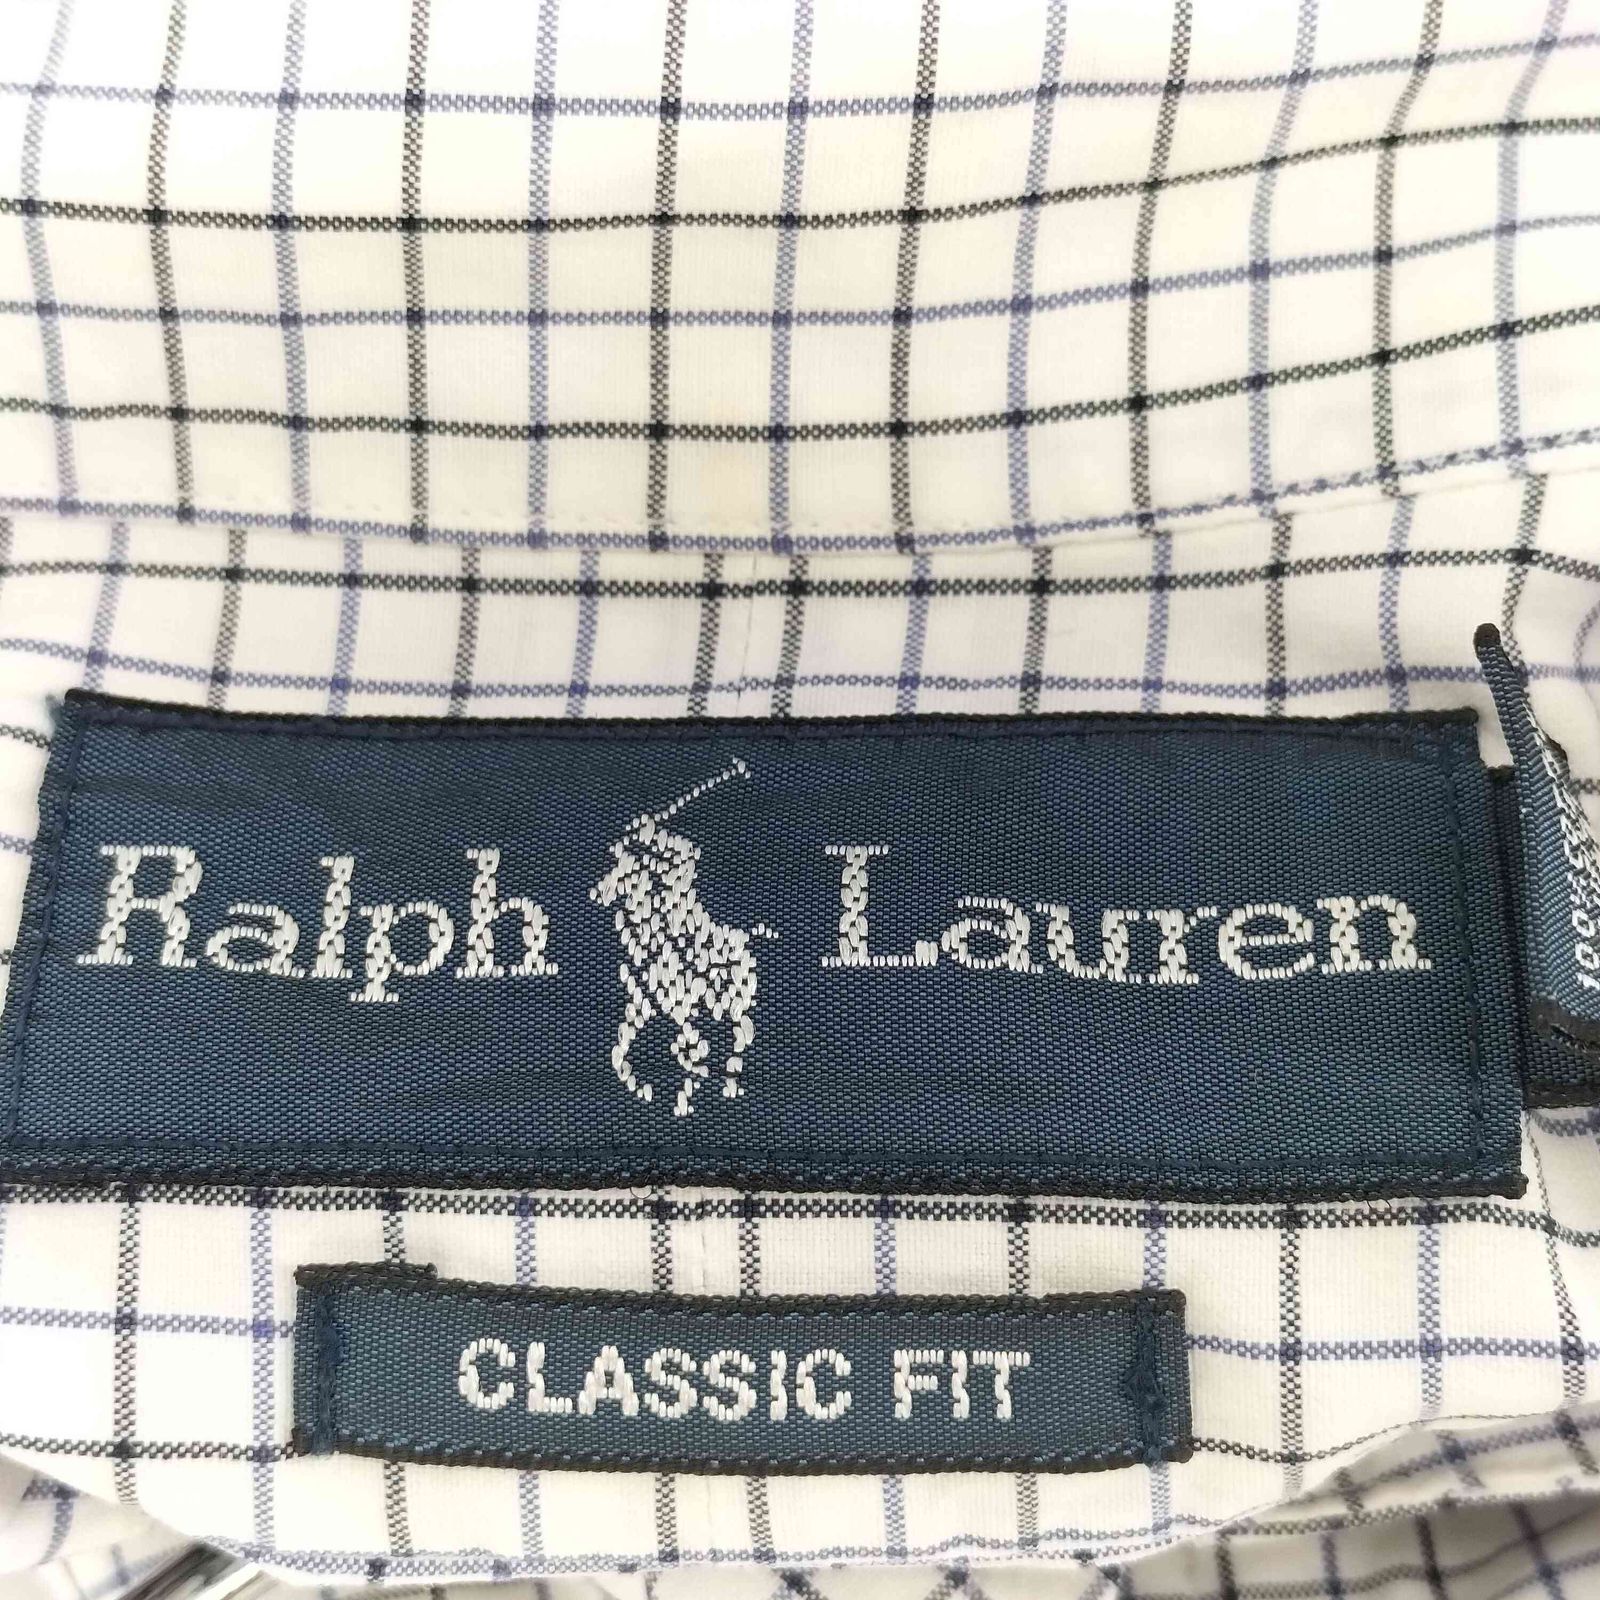 Ralph Lauren
CLASSIC FIT